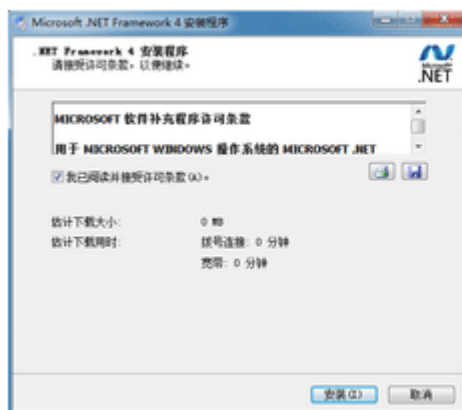 Microsoft .NET Framework 4 安装程序
.NET Framework 4 安装程序
请接受许可条款，以便继续。
Microsoft
.NET
MICROSOFT 软件补充程序许可条款
用于 MICROSOFT WINDOWS 操作系统的 MICROSOFT .NET
我已阅读并接受许可条款(A)。
估计下载大小: 0 MB
估计下载用时: 拨号连接: 0 分钟
宽带: 0 分钟
安装(I) 取消